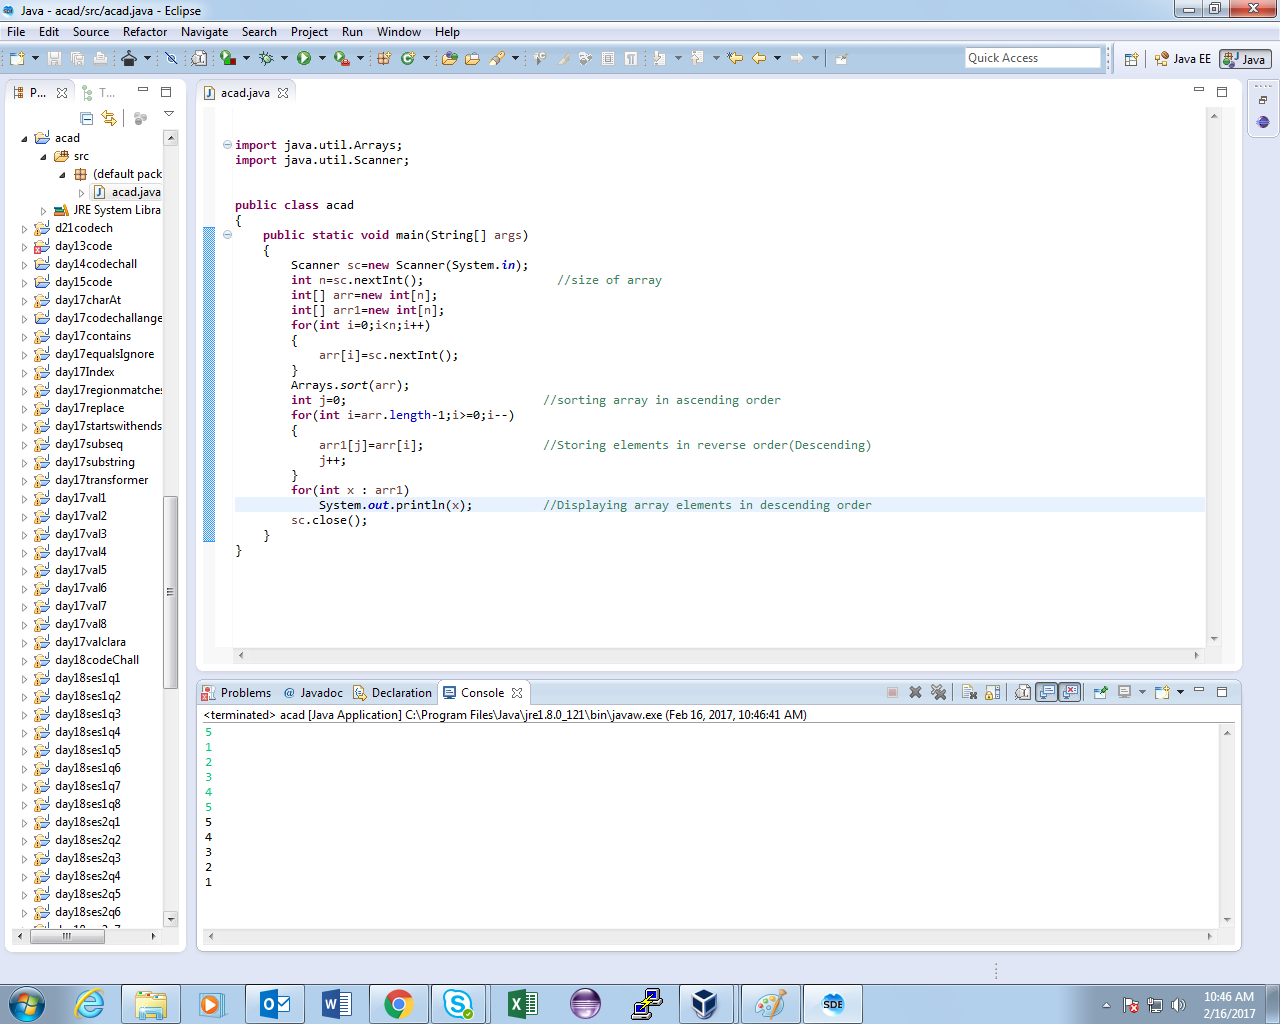 Java - acad/src/acad.java - Eclipse
File Edit Source Refactor Navigate Search Project Run Window Help
Quick Access
Java EE
Java
P...
T...
acad
src
(default pack
acad.java
JRE System Libra
d21codech
day13code
day14codechall
day15code
day17charAt
day17codechallange
day17contains
day17equalsIgnore
day17Index
day17regionmatches
day17replace
day17startswithends
day17subseq
day17substring
day17transformer
day17val1
day17val2
day17val3
day17val4
day17val5
day17val6
day17val7
day17val8
day17valclara
day18codeChall
day18ses1q1
day18ses1q2
day18ses1q3
day18ses1q4
day18ses1q5
day18ses1q6
day18ses1q7
day18ses1q8
day18ses2q1
day18ses2q2
day18ses2q3
day18ses2q4
day18ses2q5
day18ses2q6
acad.java
import java.util.Arrays;
import java.util.Scanner;
public class acad
{
public static void main(String[] args)
{
Scanner sc=new Scanner(System.in);
int n=sc.nextInt(); //size of array
int[] arr=new int[n];
int[] arr1=new int[n];
for(int i=0;i<n;i++)
{
arr[i]=sc.nextInt();
}
Arrays.sort(arr);
int j=0; //sorting array in ascending order
for(int i=arr.length-1;i>=0;i--)
{
arr1[j]=arr[i]; //Storing elements in reverse order(Descending)
j++;
}
for(int x : arr1)
System.out.println(x); //Displaying array elements in descending order
sc.close();
}
}
Problems @ Javadoc Declaration Console
<terminated> acad [Java Application] C:\Program Files\Java\jre1.8.0_121\bin\javaw.exe (Feb 16, 2017, 10:46:41 AM)
5
1
2
3
4
5
5
4
3
2
1
SDE
10:46 AM
2/16/2017